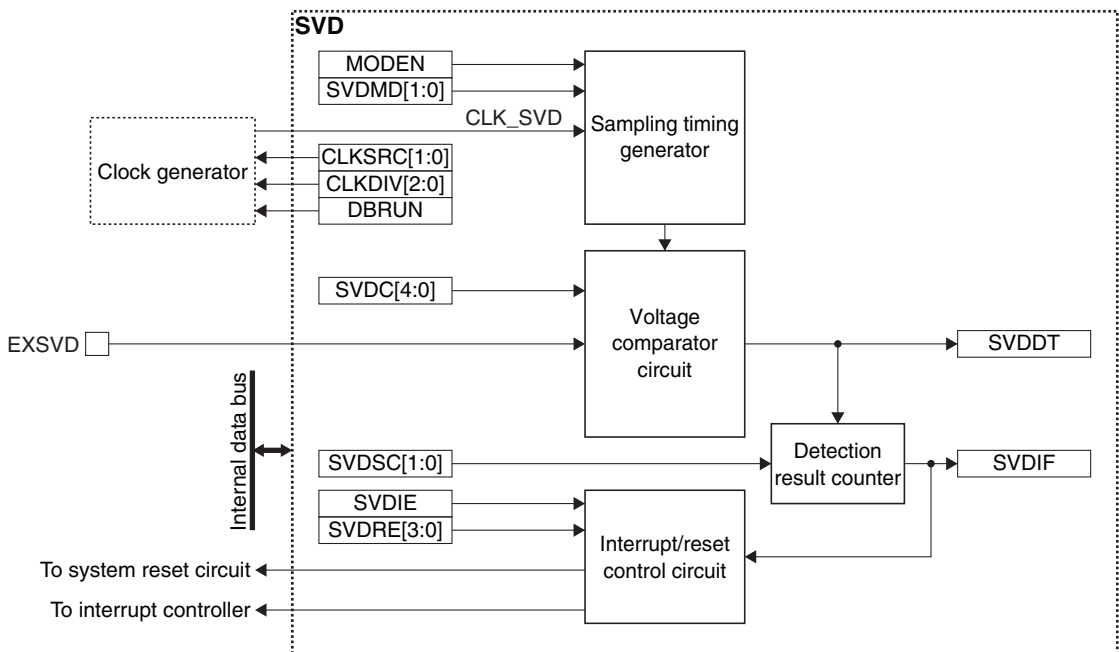 SVD
MODEN
SVDMD[1:0]
CLK_SVD
Sampling timing
generator
Clock generator
CLKSRC[1:0]
CLKDIV[2:0]
DBRUN
SVDC[4:0]
Voltage
comparator
circuit
EXSVD
SVDDT
Internal data bus
Detection
result counter
SVDSC[1:0]
SVDIF
SVDIE
SVDRE[3:0]
Interrupt/reset
control circuit
To system reset circuit
To interrupt controller